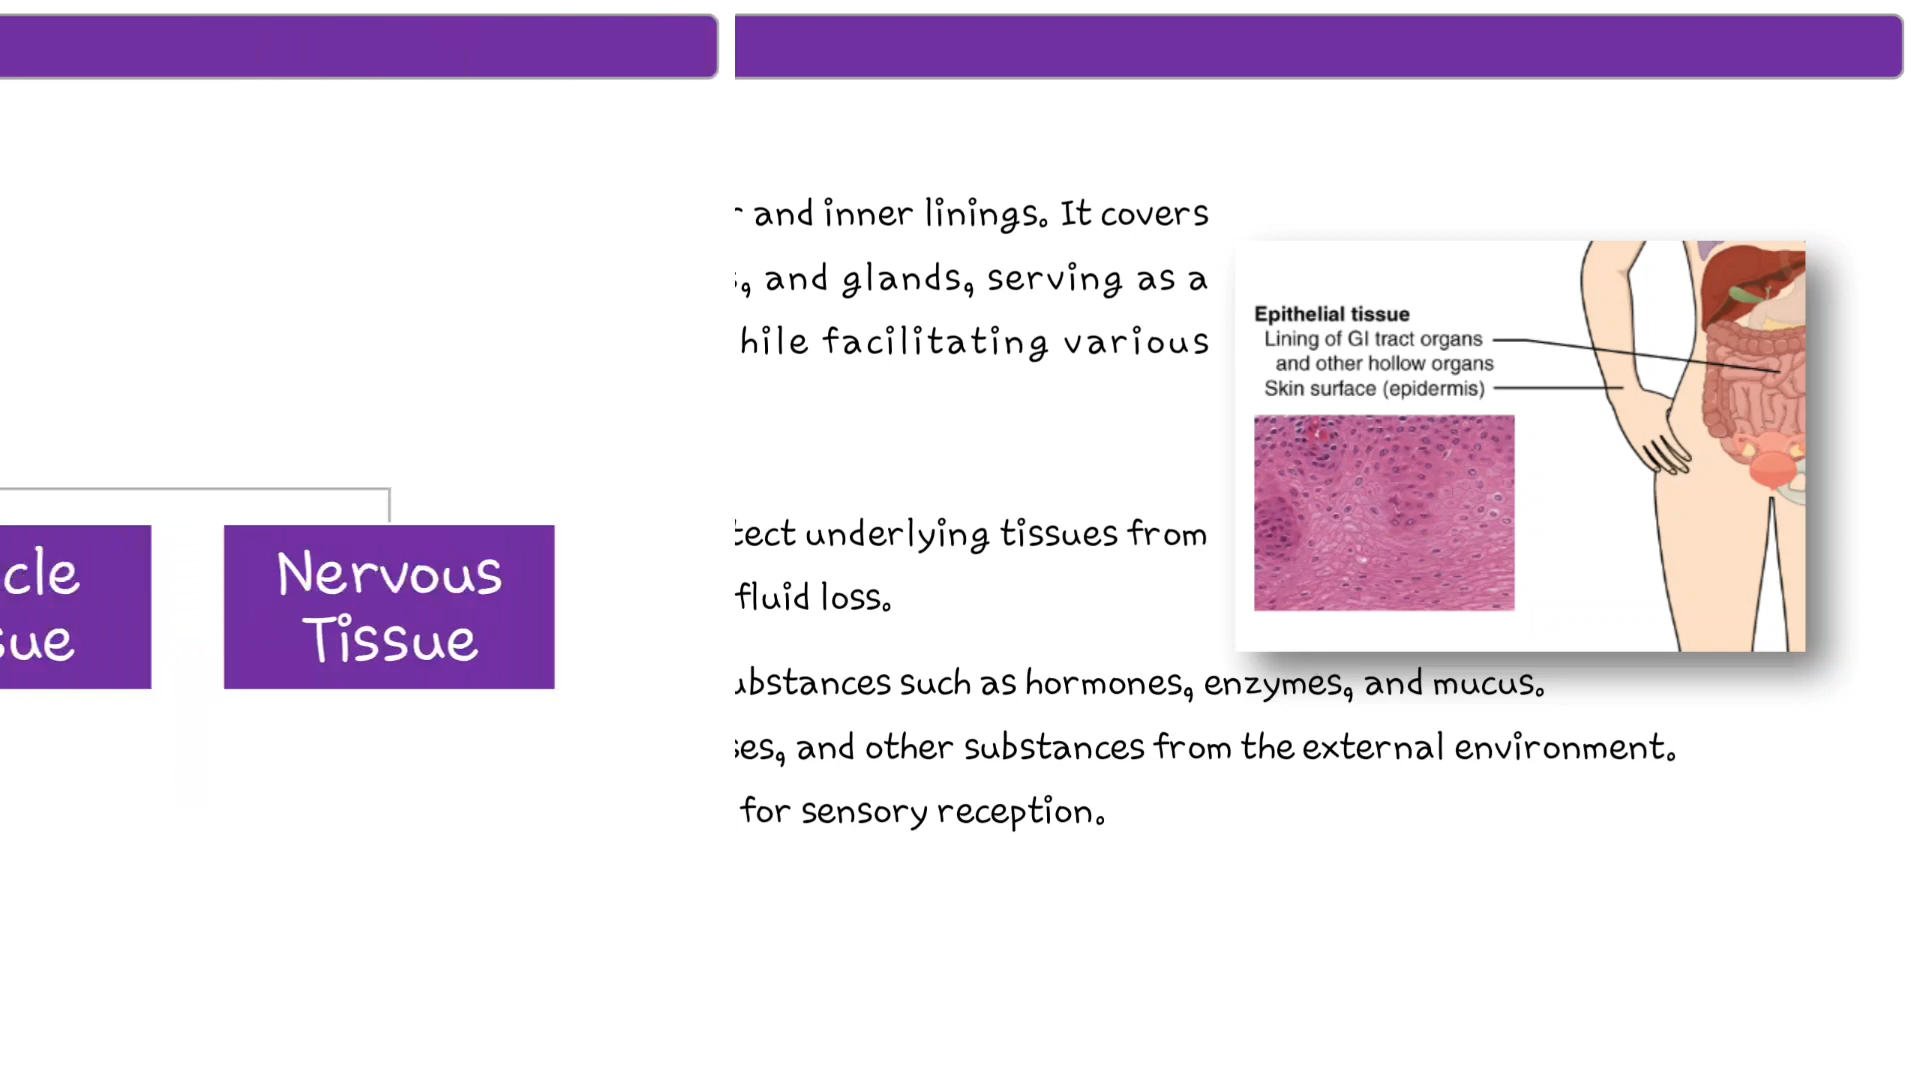 cle
sue
Nervous
Tissue
and inner linings. It covers
, and glands, serving as a
hile facilitating various
tect underlying tissues from
fluid loss.
ubstances such as hormones, enzymes, and mucus.
ses, and other substances from the external environment.
for sensory reception.
Epithelial tissue
Lining of GI tract organs
and other hollow organs
Skin surface (epidermis)